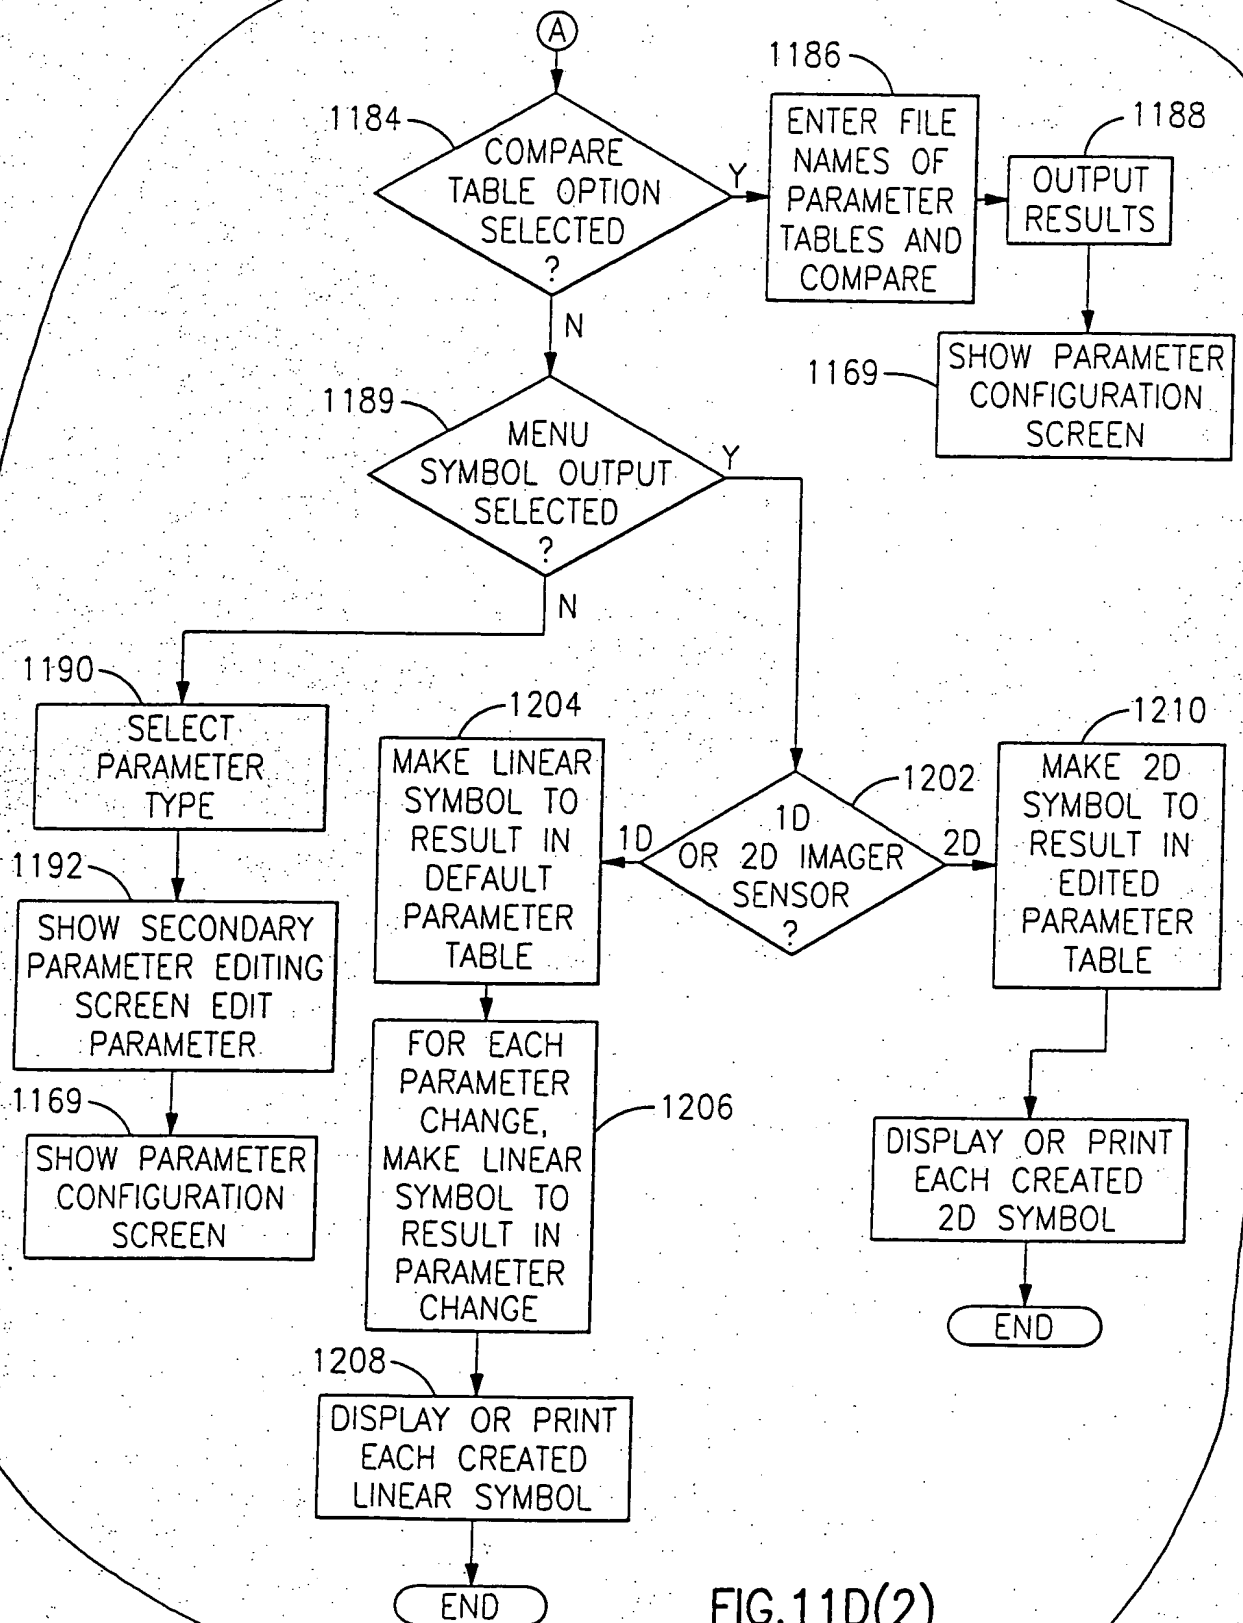 A
1184
COMPARE
TABLE OPTION
SELECTED
?
Y
N
1186
ENTER FILE
NAMES OF
PARAMETER
TABLES AND
COMPARE
1188
OUTPUT
RESULTS
1169
SHOW PARAMETER
CONFIGURATION
SCREEN
1189
MENU
SYMBOL OUTPUT
SELECTED
?
Y
N
1190
SELECT
PARAMETER
TYPE
1192
SHOW SECONDARY
PARAMETER EDITING
SCREEN EDIT
PARAMETER
1169
SHOW PARAMETER
CONFIGURATION
SCREEN
1202
1D
OR 2D IMAGER
SENSOR
?
1D
2D
1204
MAKE LINEAR
SYMBOL TO
RESULT IN
DEFAULT
PARAMETER
TABLE
1206
FOR EACH
PARAMETER
CHANGE,
MAKE LINEAR
SYMBOL TO
RESULT IN
PARAMETER
CHANGE
1208
DISPLAY OR PRINT
EACH CREATED
LINEAR SYMBOL
END
1210
MAKE 2D
SYMBOL TO
RESULT IN
EDITED
PARAMETER
TABLE
DISPLAY OR PRINT
EACH CREATED
2D SYMBOL
END
FIG.11D(2)